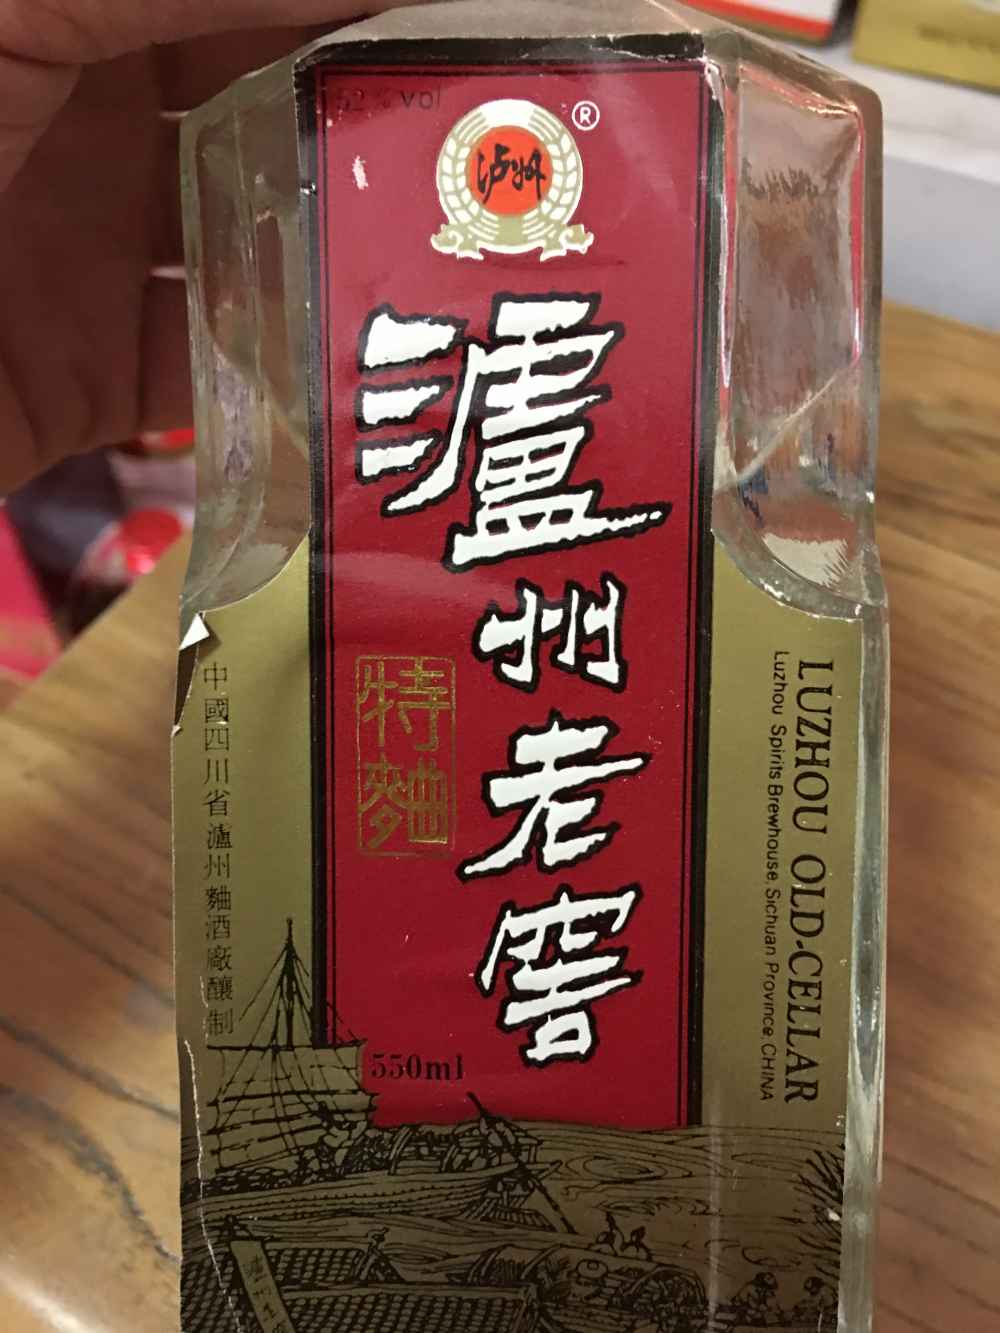 52% vol
泸州
®
瀘州老窖
特麯
中國四川省瀘州麯酒廠釀制
LUZHOU OLD-CELLAR
Luzhou Spirits Brewhouse, Sichuan Province, CHINA
550ml